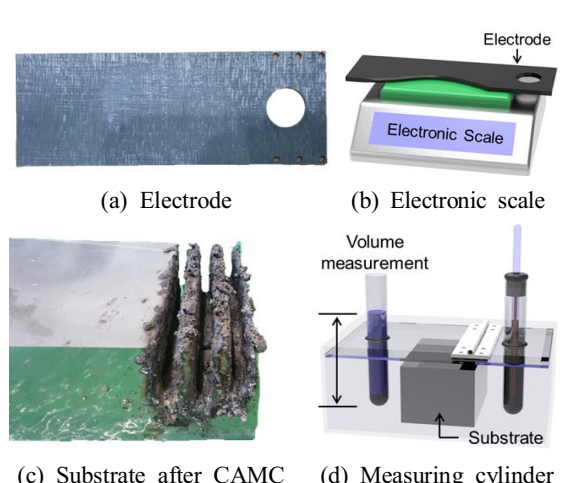 Electrode
Electronic Scale
(a) Electrode
(b) Electronic scale
Volume
measurement
Substrate
(c) Substrate after CAMC
(d) Measuring cylinder